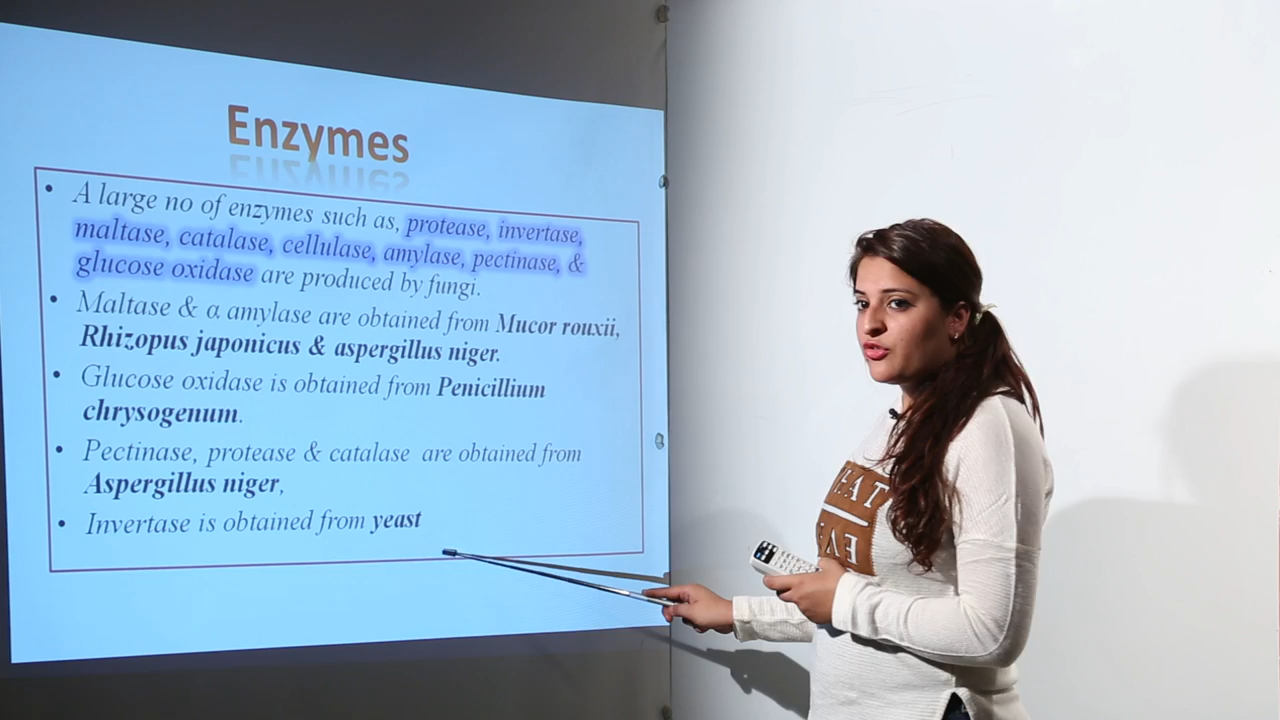 Enzymes
• A large no of enzymes such as, protease, invertase,
maltase, catalase, cellulase, amylase, pectinase, &
glucose oxidase are produced by fungi.
• Maltase & α amylase are obtained from Mucor rouxii,
Rhizopus japonicus & aspergillus niger.
• Glucose oxidase is obtained from Penicillium
chrysogenum.
• Pectinase, protease & catalase are obtained from
Aspergillus niger,
• Invertase is obtained from yeast